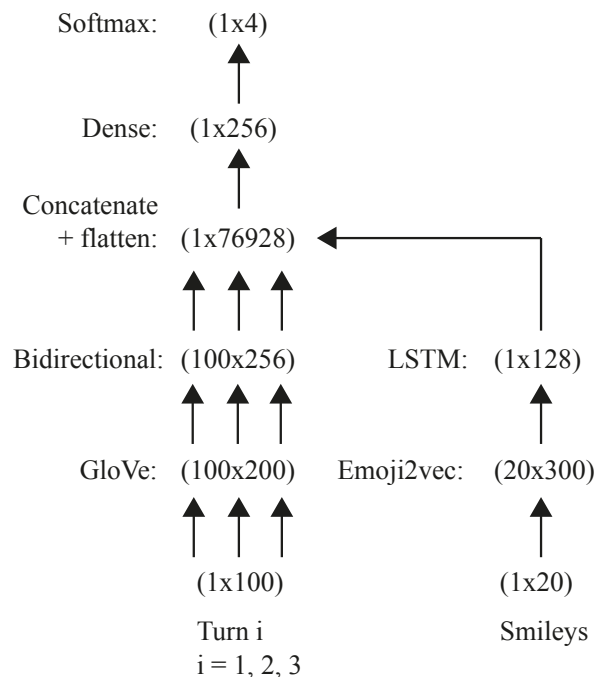 Softmax: (1x4)
Dense: (1x256)
Concatenate
+ flatten: (1x76928)
Bidirectional: (100x256) LSTM: (1x128)
GloVe: (100x200) Emoji2vec: (20x300)
(1x100) (1x20)
Turn i Smileys
i = 1, 2, 3